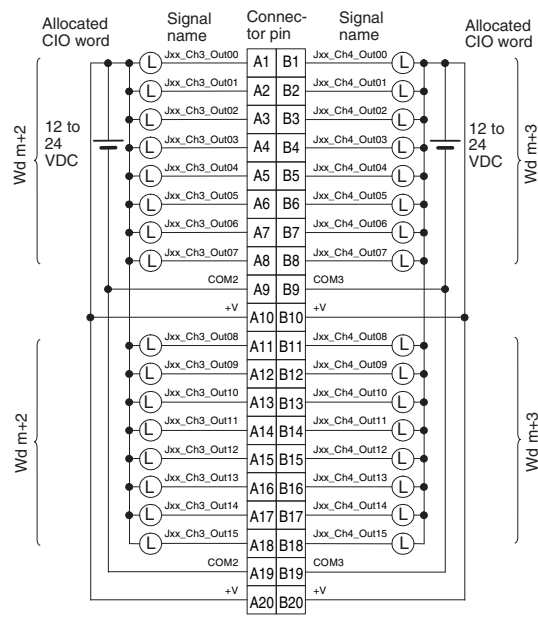 Allocated
CIO word
Signal
name
Connec-
tor pin
Signal
name
Allocated
CIO word
Jxx_Ch3_Out00 A1 B1 Jxx_Ch4_Out00
L L
Jxx_Ch3_Out01 A2 B2 Jxx_Ch4_Out01
L L
Jxx_Ch3_Out02 A3 B3 Jxx_Ch4_Out02
L L
Jxx_Ch3_Out03 A4 B4 Jxx_Ch4_Out03
L L
Jxx_Ch3_Out04 A5 B5 Jxx_Ch4_Out04
L L
Jxx_Ch3_Out05 A6 B6 Jxx_Ch4_Out05
L L
Jxx_Ch3_Out06 A7 B7 Jxx_Ch4_Out06
L L
Jxx_Ch3_Out07 A8 B8 Jxx_Ch4_Out07
L L
Wd m+2
12 to
24
VDC
12 to
24
VDC
Wd m+3
COM2 A9 B9 COM3
+V A10 B10 +V
Jxx_Ch3_Out08 A11 B11 Jxx_Ch4_Out08
L L
Jxx_Ch3_Out09 A12 B12 Jxx_Ch4_Out09
L L
Jxx_Ch3_Out10 A13 B13 Jxx_Ch4_Out10
L L
Jxx_Ch3_Out11 A14 B14 Jxx_Ch4_Out11
L L
Jxx_Ch3_Out12 A15 B15 Jxx_Ch4_Out12
L L
Jxx_Ch3_Out13 A16 B16 Jxx_Ch4_Out13
L L
Jxx_Ch3_Out14 A17 B17 Jxx_Ch4_Out14
L L
Jxx_Ch3_Out15 A18 B18 Jxx_Ch4_Out15
L L
Wd m+2
Wd m+3
COM2 A19 B19 COM3
+V A20 B20 +V